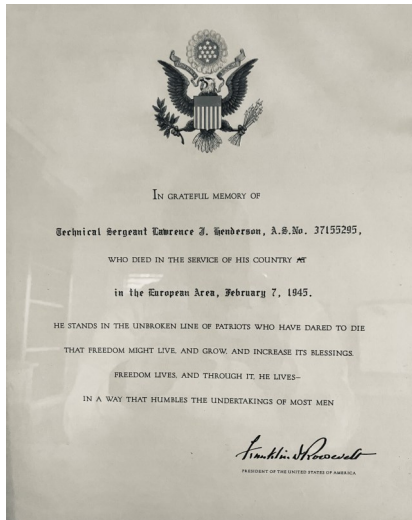 IN GRATEFUL MEMORY OF
Technical Sergeant Lawrence J. Henderson, A.S.No. 37155295,
WHO DIED IN THE SERVICE OF HIS COUNTRY AT
in the European Area, February 7, 1945.
HE STANDS IN THE UNBROKEN LINE OF PATRIOTS WHO HAVE DARED TO DIE
THAT FREEDOM MIGHT LIVE, AND GROW, AND INCREASE ITS BLESSINGS.
FREEDOM LIVES, AND THROUGH IT, HE LIVES—
IN A WAY THAT HUMBLES THE UNDERTAKINGS OF MOST MEN
Franklin D Roosevelt
PRESIDENT OF THE UNITED STATES OF AMERICA